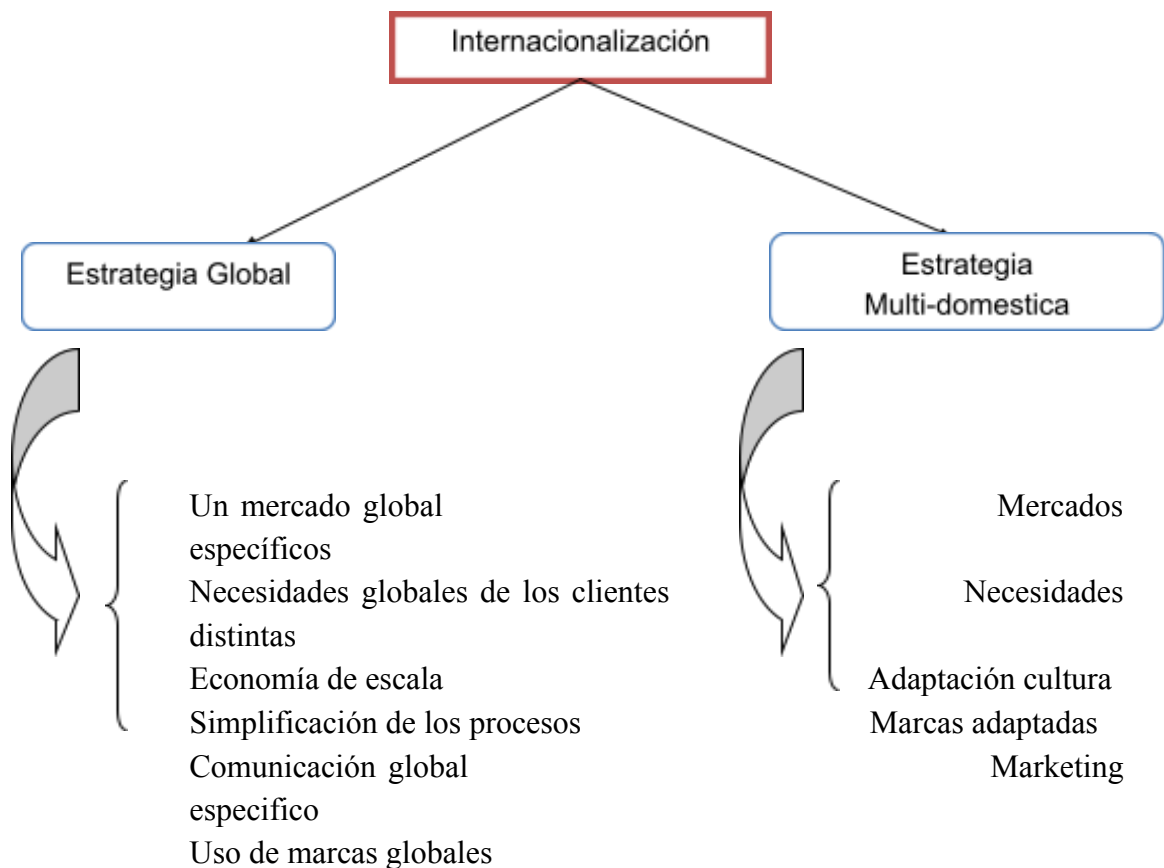 Internacionalización
Estrategia Global
Estrategia
Multi-domestica
Un mercado global Mercados
específicos
Necesidades globales de los clientes Necesidades
distintas
Economía de escala Adaptación cultura
Simplificación de los procesos Marcas adaptadas
Comunicación global Marketing
especifico
Uso de marcas globales